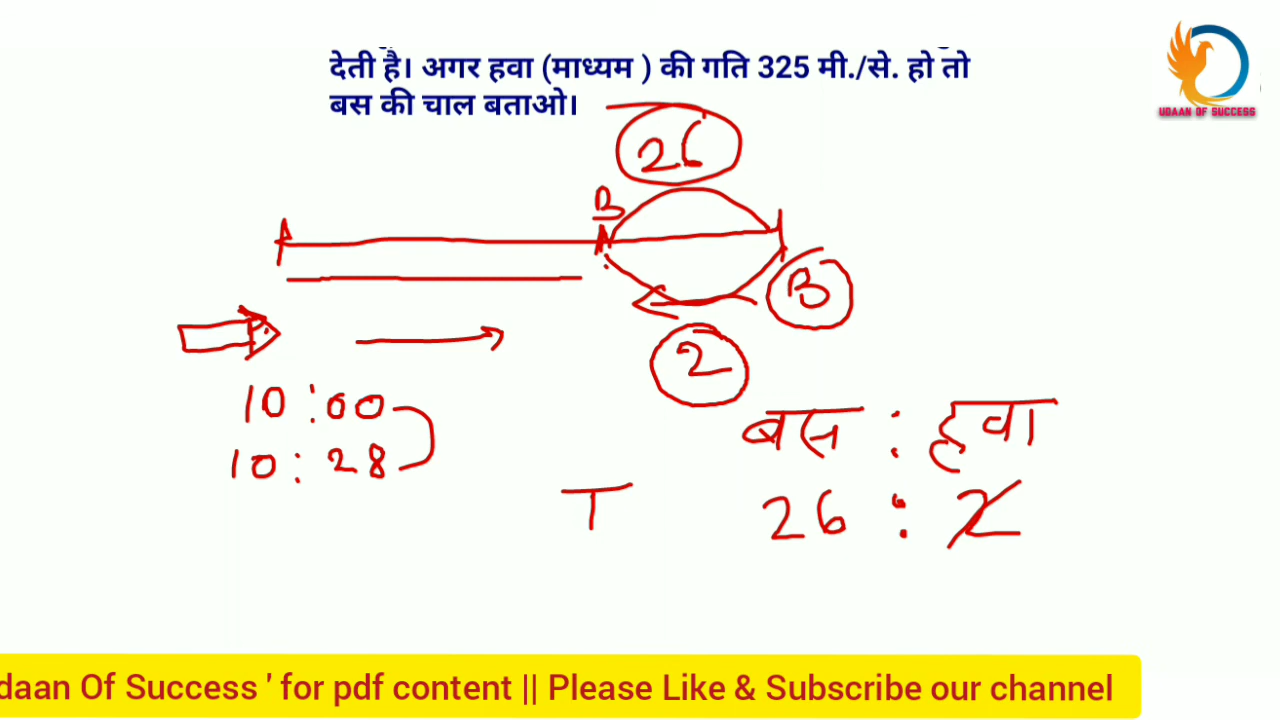 देती है। अगर हवा (माध्यम ) की गति 325 मी./से. हो तो
बस की चाल बताओ।
UDAAN OF SUCCESS
26
B
A
B
2
10:00
10:28
बस : हवा
T 26 : 2
daan Of Success ' for pdf content || Please Like & Subscribe our channel